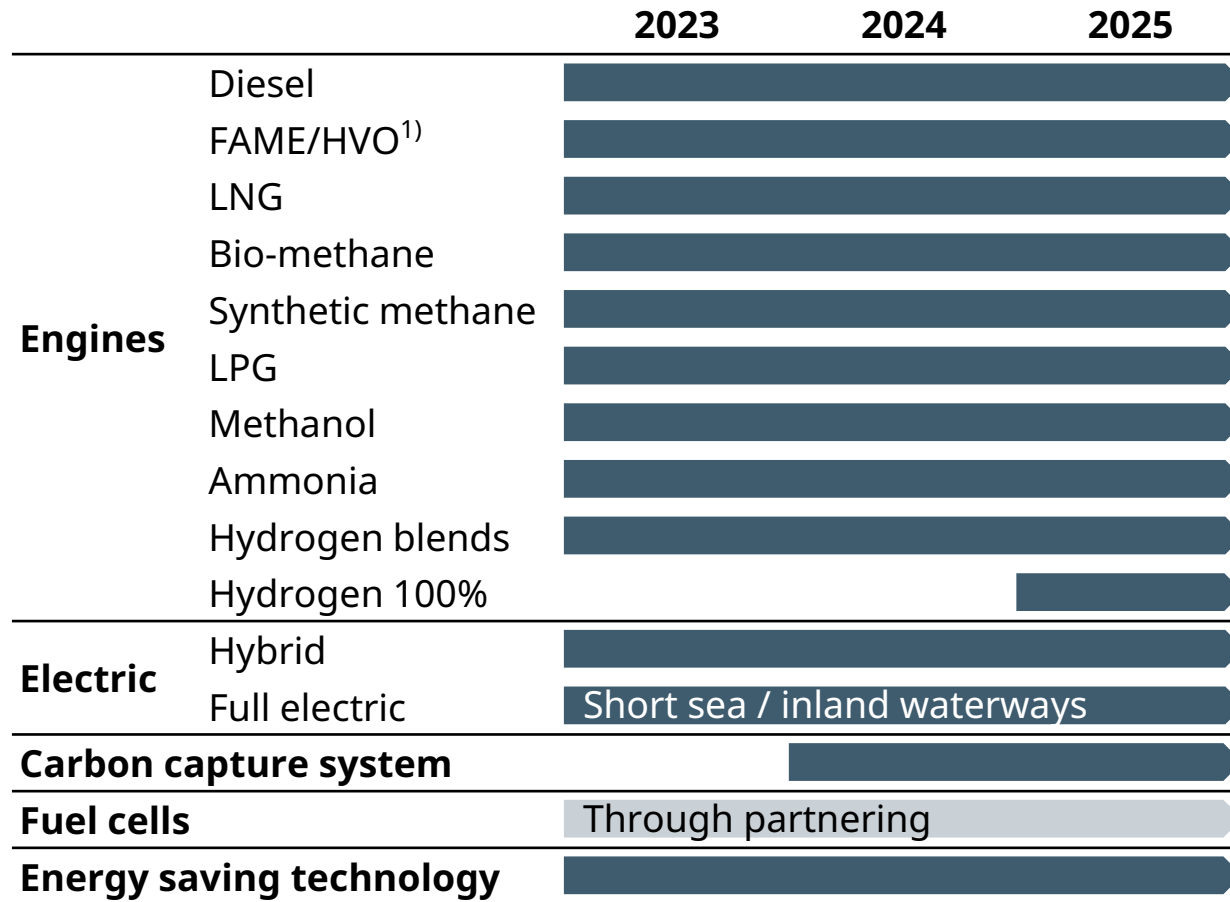 2023 2024 2025
Diesel
FAME/HVO1)
LNG
Bio-methane
Synthetic methane
Engines
LPG
Methanol
Ammonia
Hydrogen blends
Hydrogen 100%
Hybrid
Electric
Full electric Short sea / inland waterways
Carbon capture system
Fuel cells Through partnering
Energy saving technology